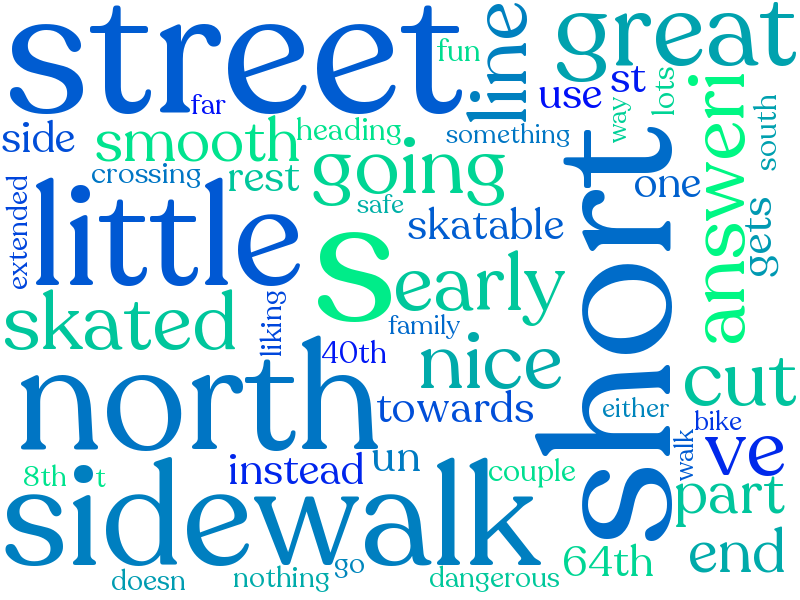 street
fun
line
great
far
use
st
way
lots
side
smooth
heading
something
answeri
south
crossing
rest
going
short
one
extended
little
safe
skatable
gets
s
early
skated
liking
family
40th
nice
cut
north
towards
either
bike
walk
ve
8th
t
instead
un
couple
part
sidewalk
64th
end
doesn
nothing
go
dangerous